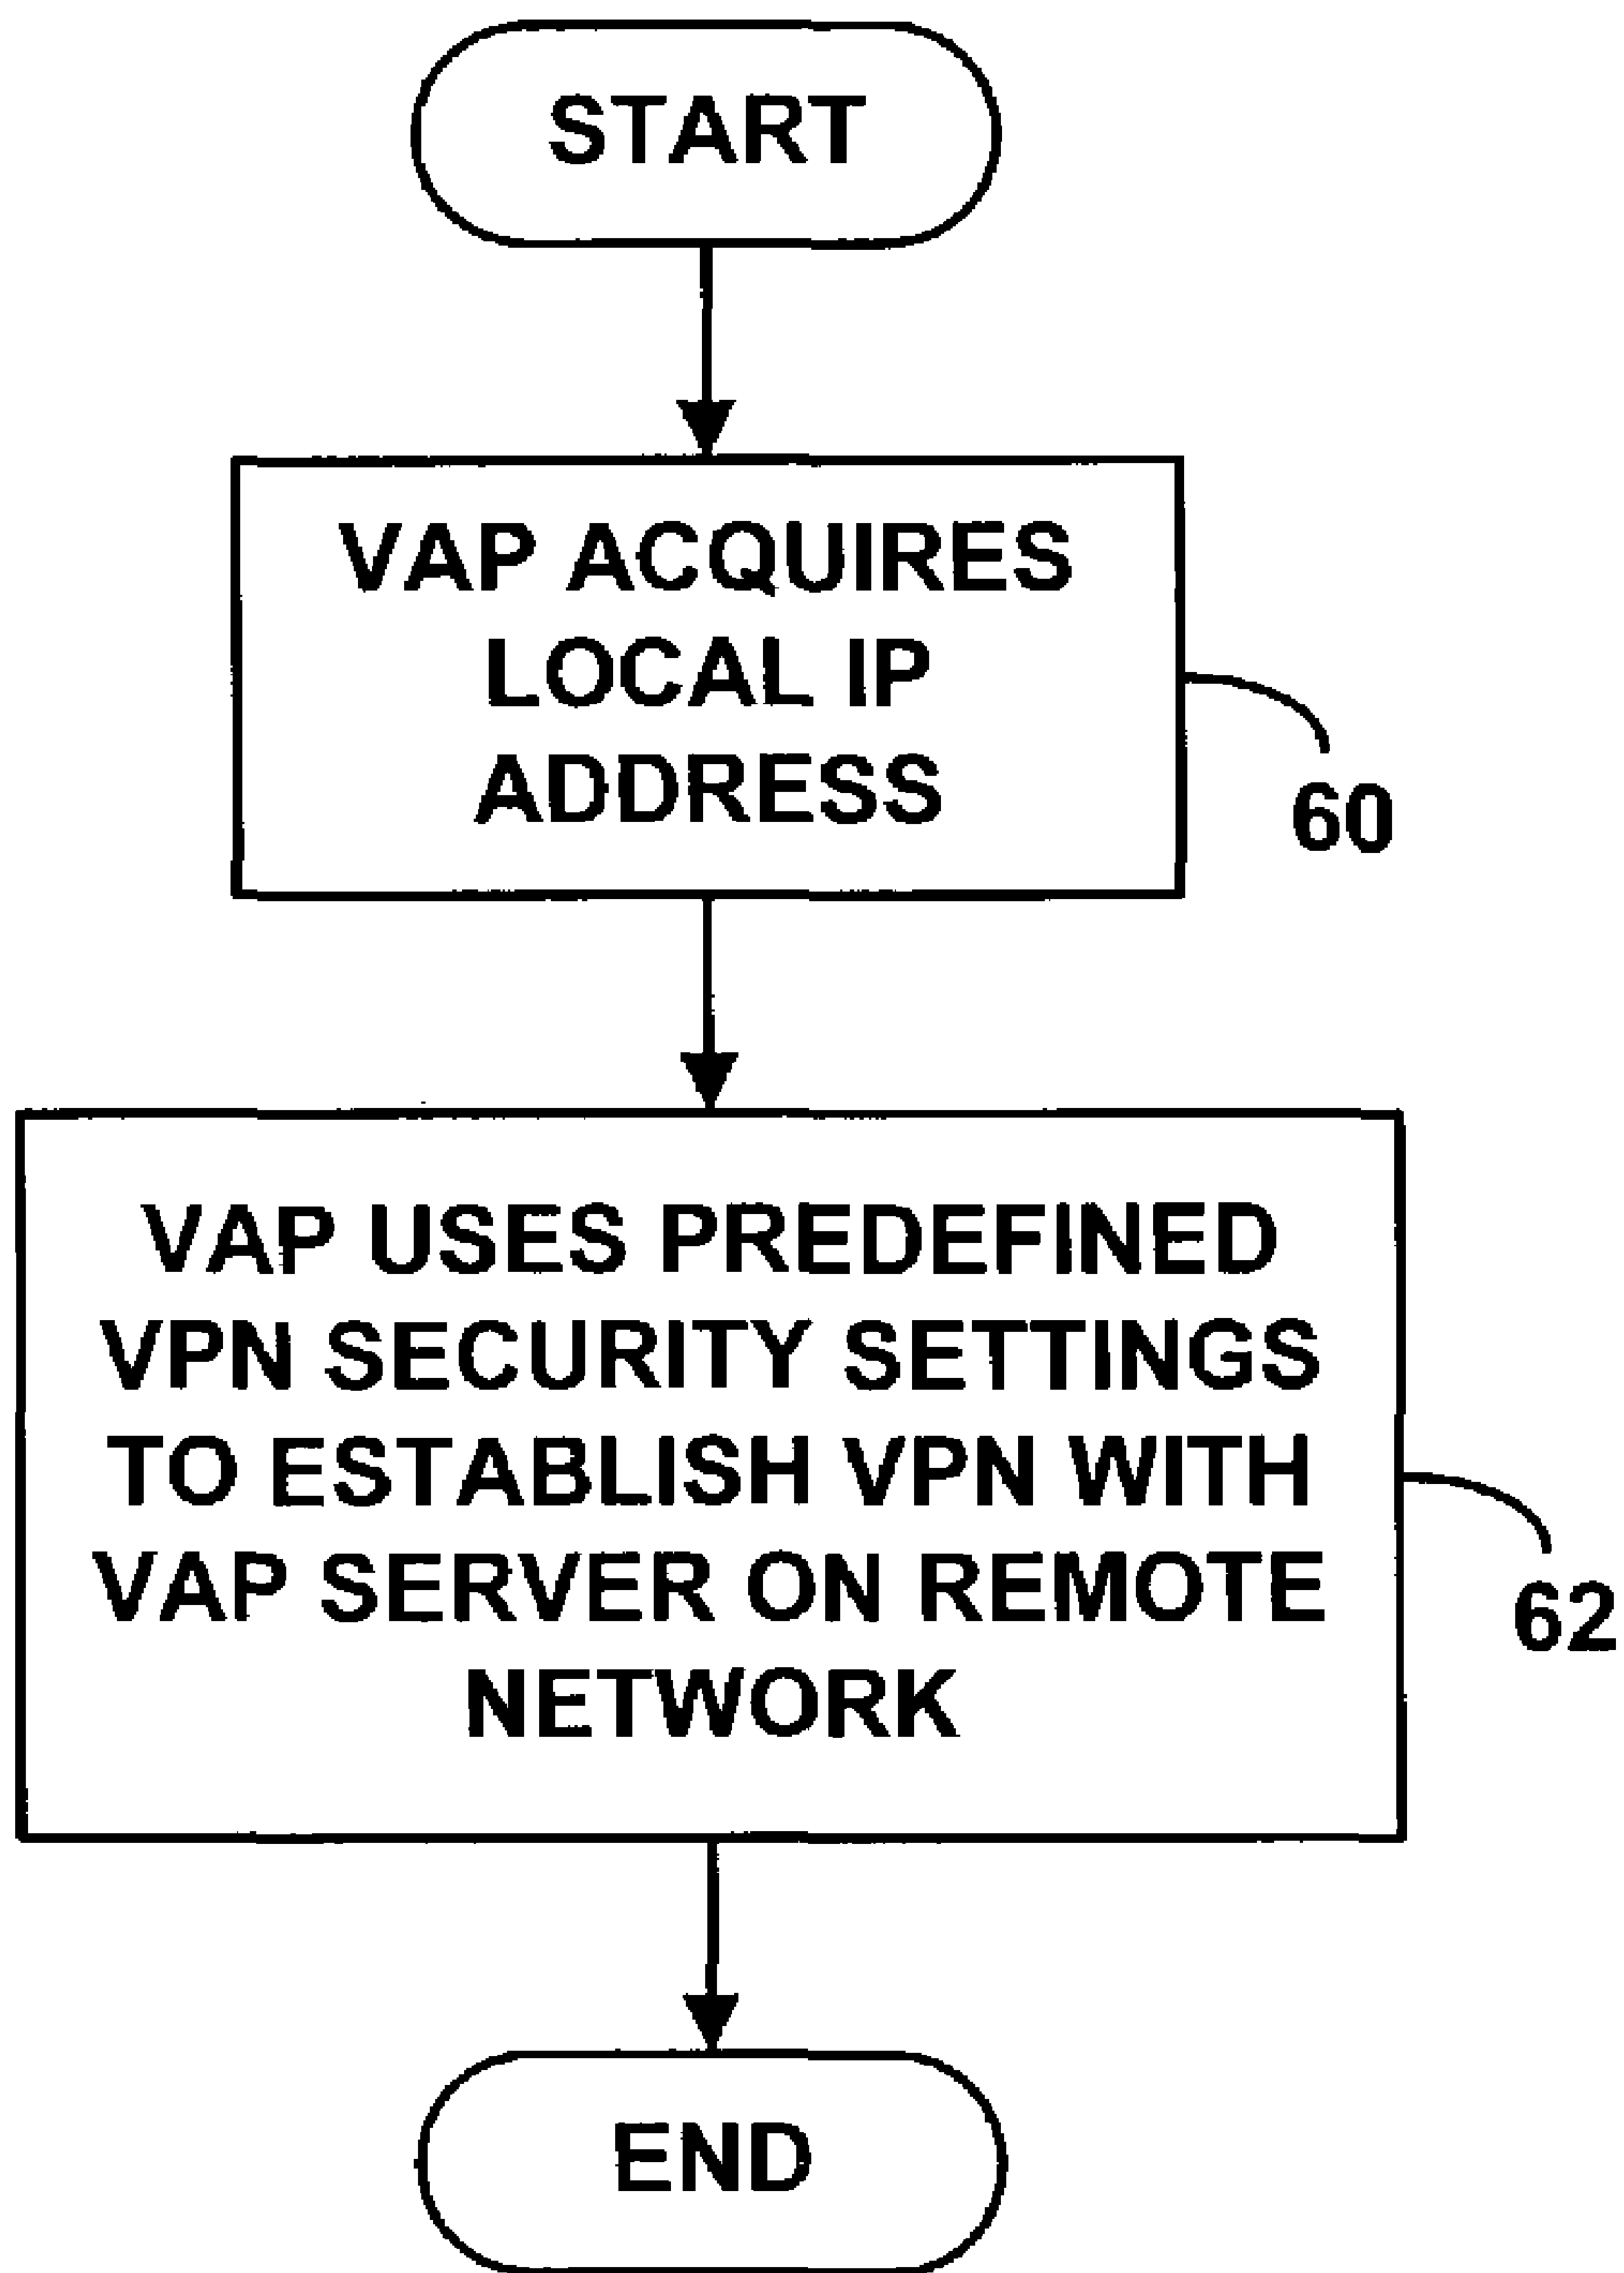 START
VAP ACQUIRES
LOCAL IP
ADDRESS
60
VAP USES PREDEFINED
VPN SECURITY SETTINGS
TO ESTABLISH VPN WITH
VAP SERVER ON REMOTE
NETWORK
62
END